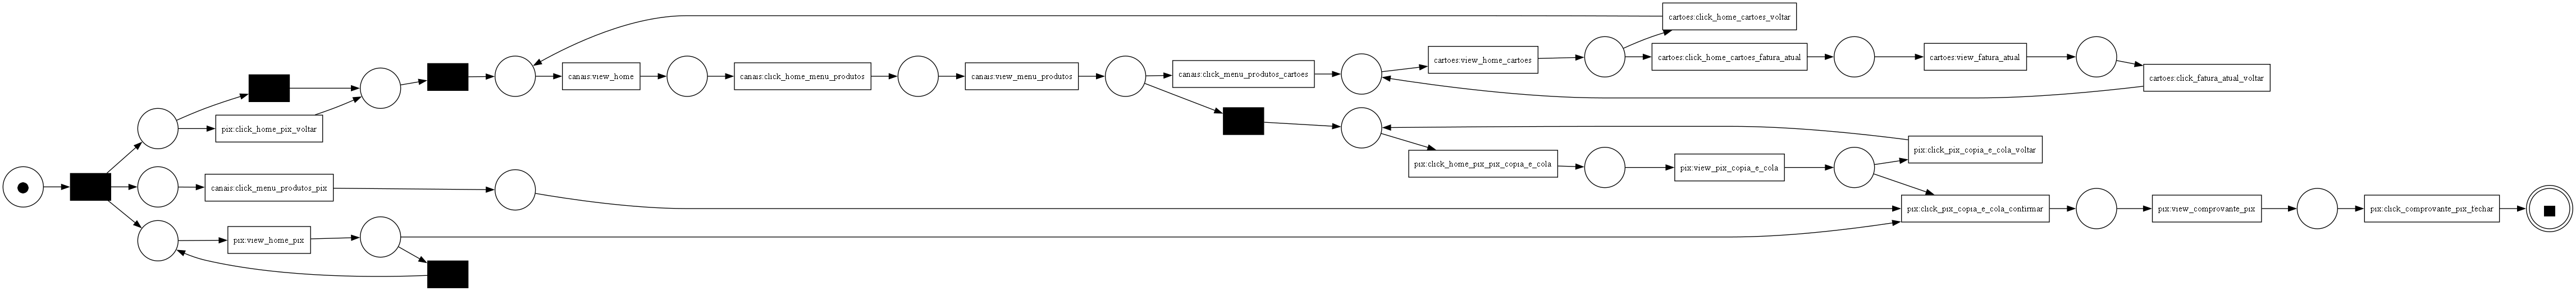 cartoes:click_home_cartoes_voltar
canais:view_home
canais:click_home_menu_produtos
canais:view_menu_produtos
canais:click_menu_produtos_cartoes
cartoes:view_home_cartoes
cartoes:click_home_cartoes_fatura_atual
cartoes:view_fatura_atual
cartoes:click_fatura_atual_voltar
pix:click_home_pix_voltar
pix:click_home_pix_pix_copia_e_cola
pix:view_pix_copia_e_cola
pix:click_pix_copia_e_cola_voltar
canais:click_menu_produtos_pix
pix:click_pix_copia_e_cola_confirmar
pix:view_comprovante_pix
pix:click_comprovante_pix_fechar
pix:view_home_pix